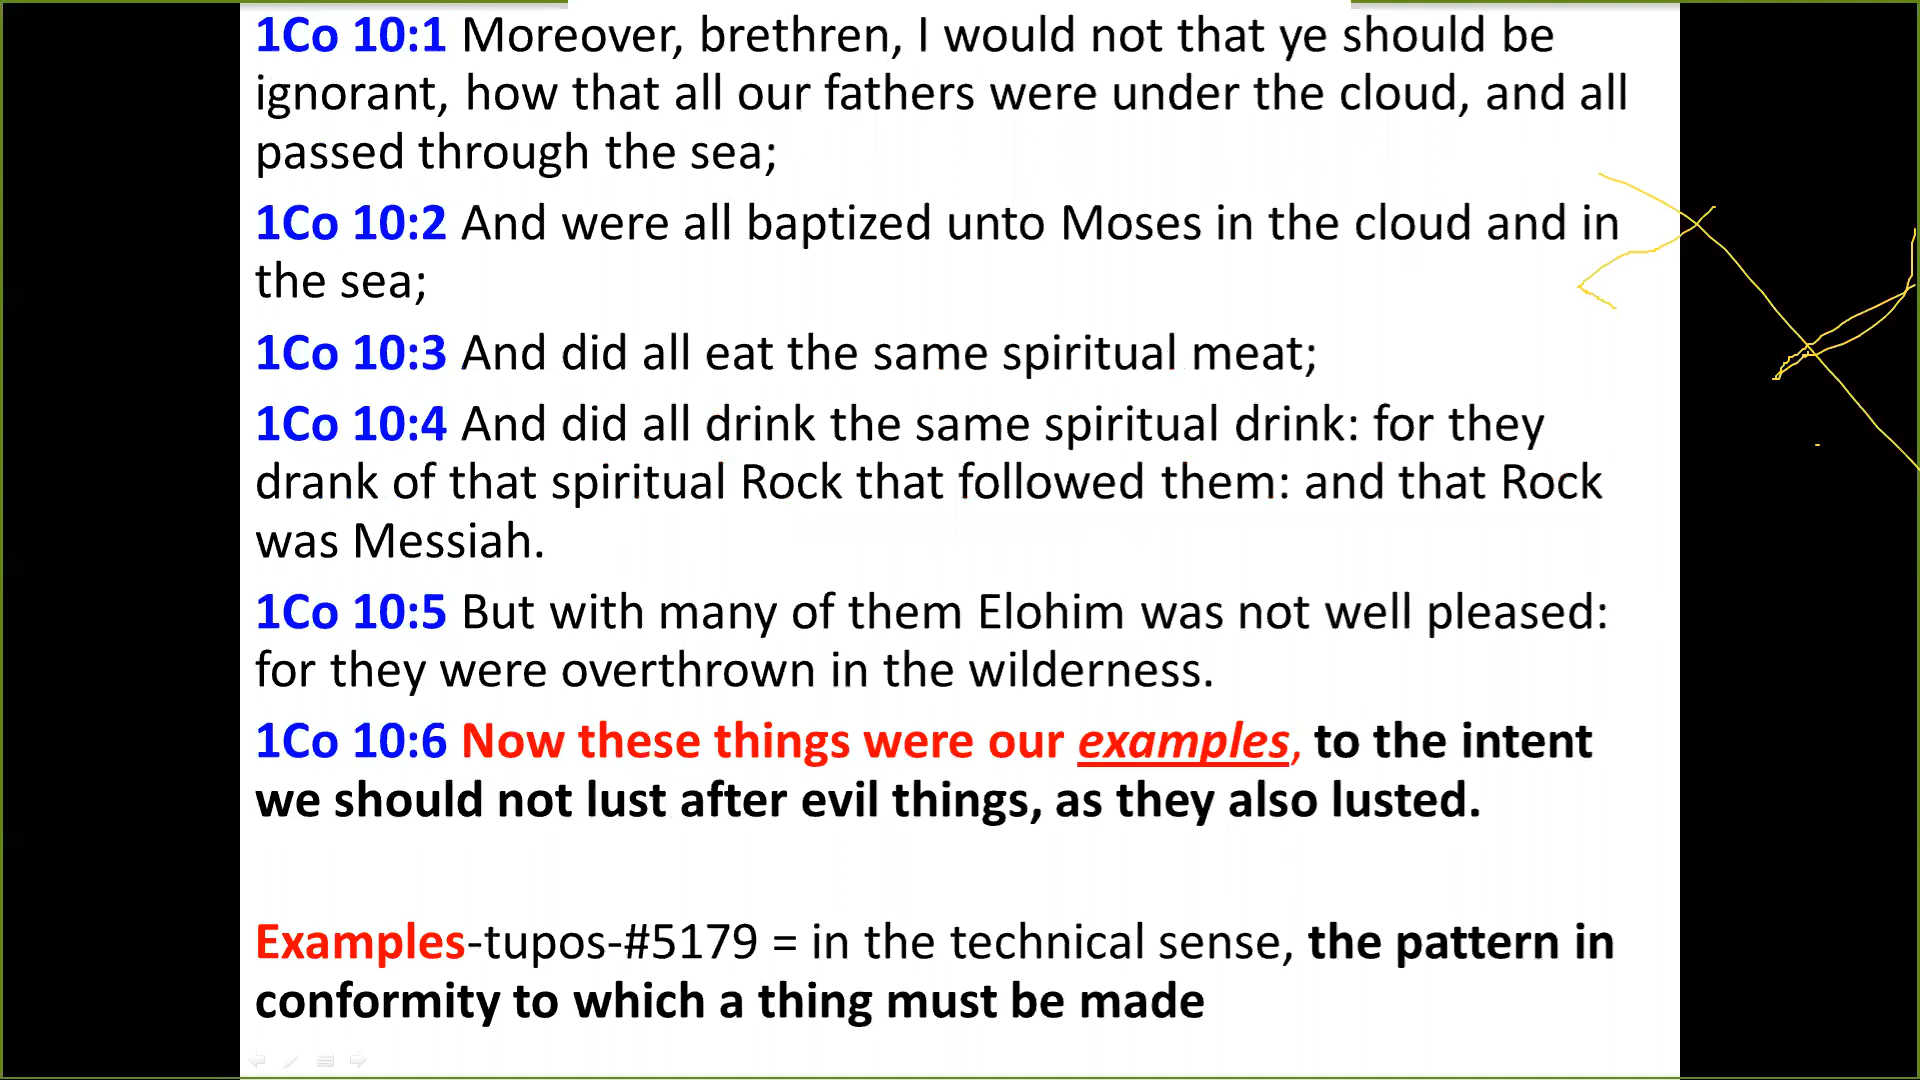 1Co 10:1 Moreover, brethren, I would not that ye should be
ignorant, how that all our fathers were under the cloud, and all
passed through the sea;
1Co 10:2 And were all baptized unto Moses in the cloud and in
the sea;
1Co 10:3 And did all eat the same spiritual meat;
1Co 10:4 And did all drink the same spiritual drink: for they
drank of that spiritual Rock that followed them: and that Rock
was Messiah.
1Co 10:5 But with many of them Elohim was not well pleased:
for they were overthrown in the wilderness.
1Co 10:6 Now these things were our examples, to the intent
we should not lust after evil things, as they also lusted.
Examples-tupos-#5179 = in the technical sense, the pattern in
conformity to which a thing must be made